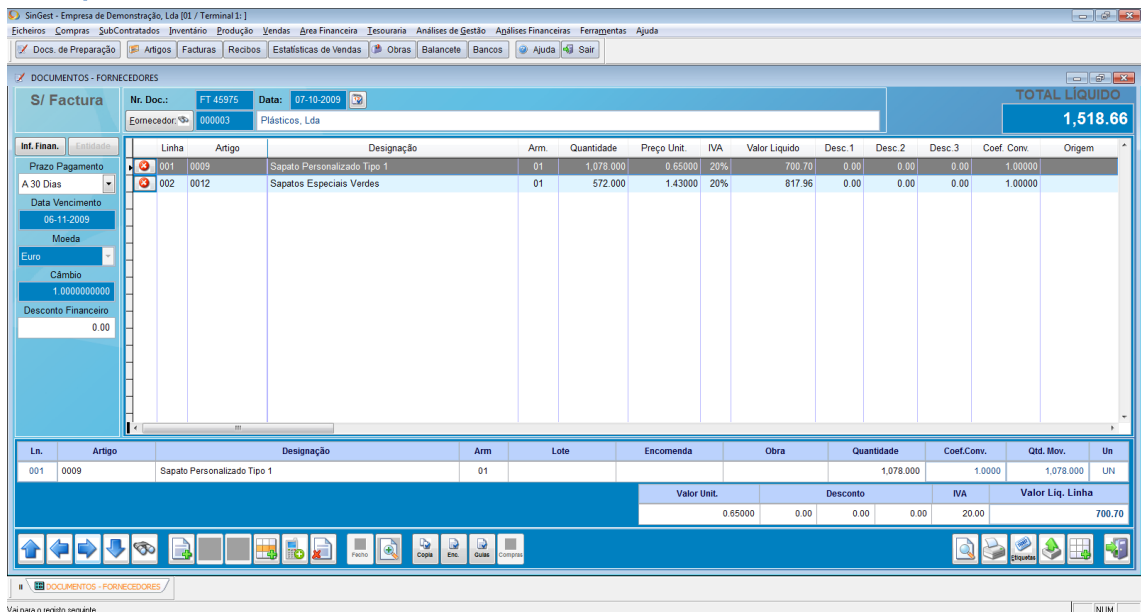 SinGest - Empresa de Demonstração, Lda [01 / Terminal 1: ]
Ficheiros Compras SubContratados Inventário Produção Vendas Area Financeira Tesouraria Análises de Gestão Análises Financeiras Ferramentas Ajuda
Docs. de Preparação Artigos Facturas Recibos Estatísticas de Vendas Obras Balancete Bancos Ajuda Sair
DOCUMENTOS - FORNECEDORES
S/ Factura Nr. Doc.: FT 45975 Data: 07-10-2009 TOTAL LÍQUIDO
Fornecedor: 000003 Plásticos, Lda 1,518.66
Inf. Finan. Entidade Linha Artigo Designação Arm. Quantidade Preço Unit. IVA Valor Liquido Desc.1 Desc.2 Desc.3 Coef. Conv. Origem
Prazo Pagamento 001 0009 Sapato Personalizado Tipo 1 01 1,078.000 0.65000 20% 700.70 0.00 0.00 0.00 1.00000
A 30 Dias 002 0012 Sapatos Especiais Verdes 01 572.000 1.43000 20% 817.96 0.00 0.00 0.00 1.00000
Data Vencimento
06-11-2009
Moeda
Euro
Câmbio
1.0000000000
Desconto Financeiro
0.00
Ln. Artigo Designação Arm Lote Encomenda Obra Quantidade Coef.Conv. Qtd. Mov. Un
001 0009 Sapato Personalizado Tipo 1 01 1,078.000 1.0000 1,078.000 UN
Valor Unit. Desconto IVA Valor Líq. Linha
0.65000 0.00 0.00 0.00 20.00 700.70
Fecho Copia Enc. Guias Compras Etiquetas
DOCUMENTOS - FORNECEDORES
Vai para o registo seguinte NUM